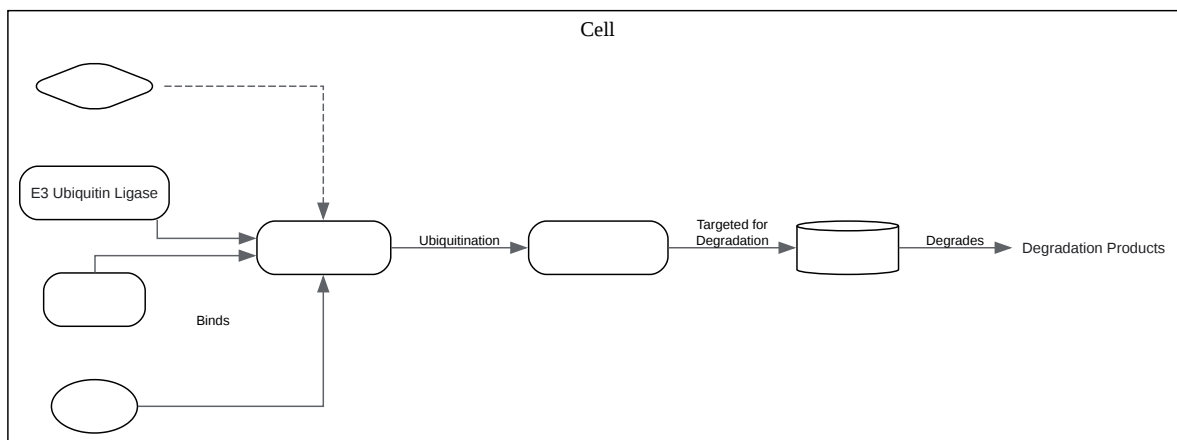 Cell
E3 Ubiquitin Ligase
Ubiquitination
Targeted for
Degradation
Degrades
Degradation Products
Binds